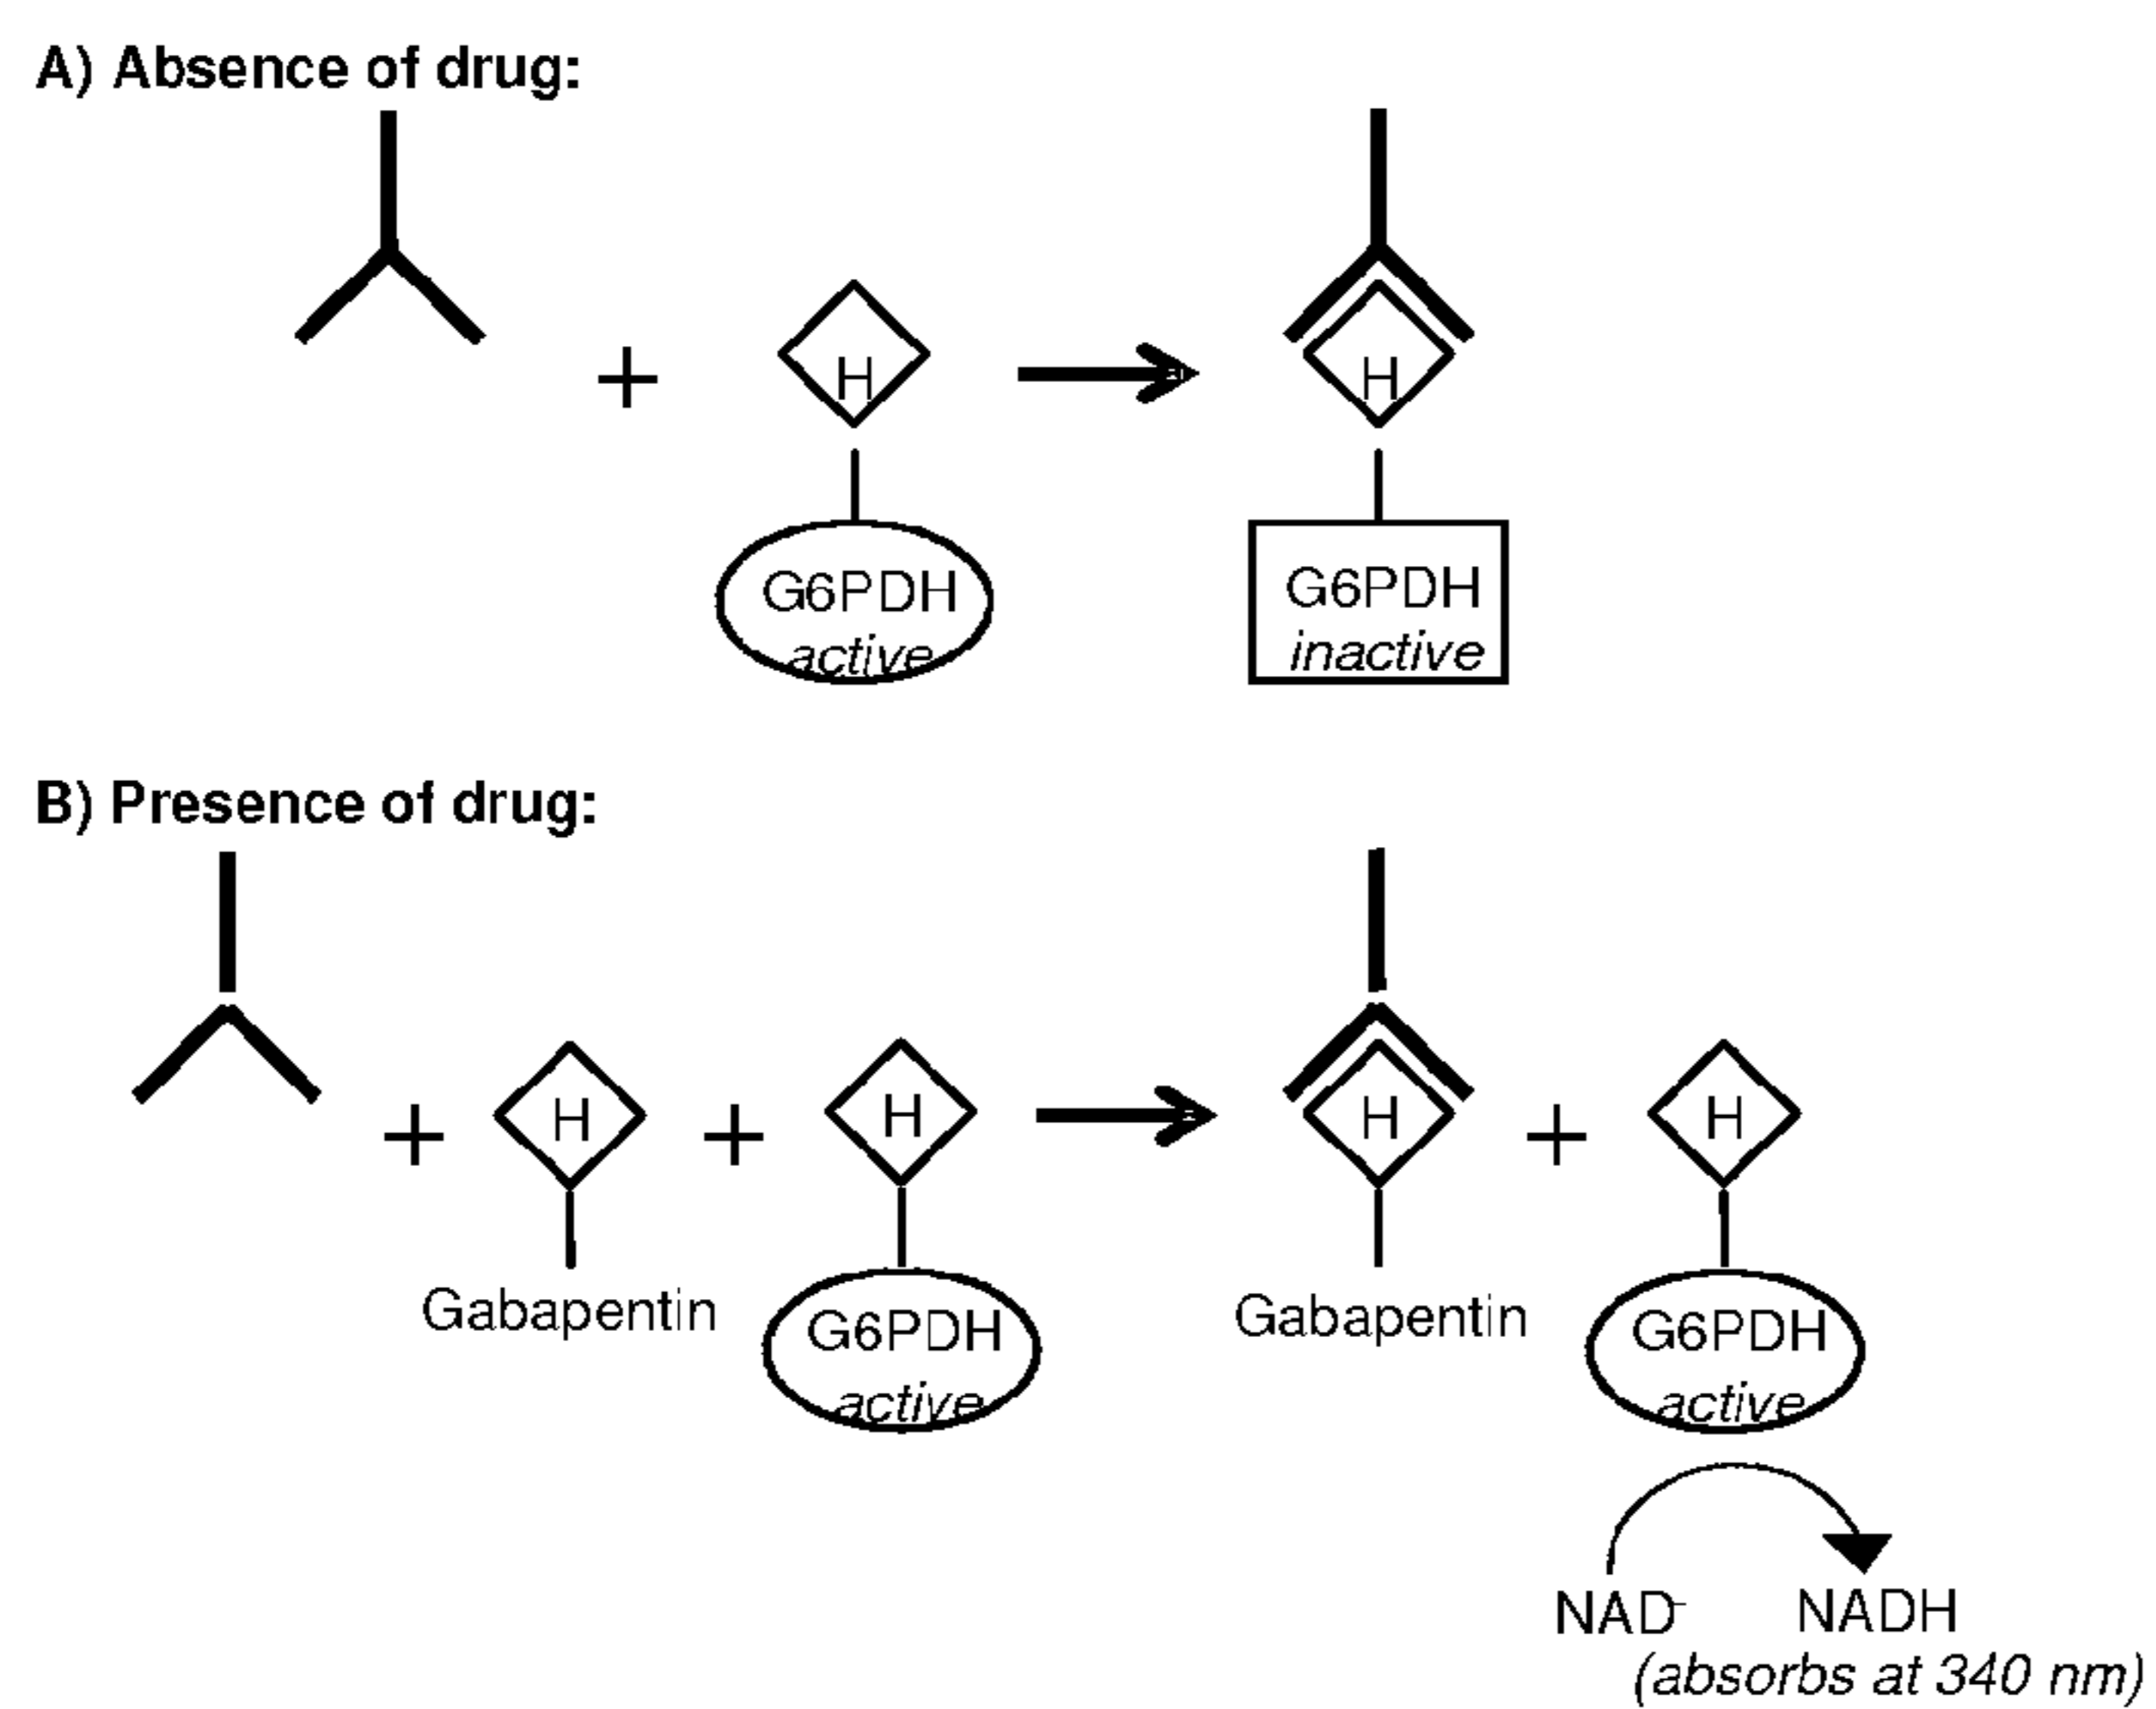 A) Absence of drug:
H
H
G6PDH
active
G6PDH
inactive
B) Presence of drug:
H
H
H
H
Gabapentin
G6PDH
active
Gabapentin
G6PDH
active
NAD⁻
NADH
(absorbs at 340 nm)